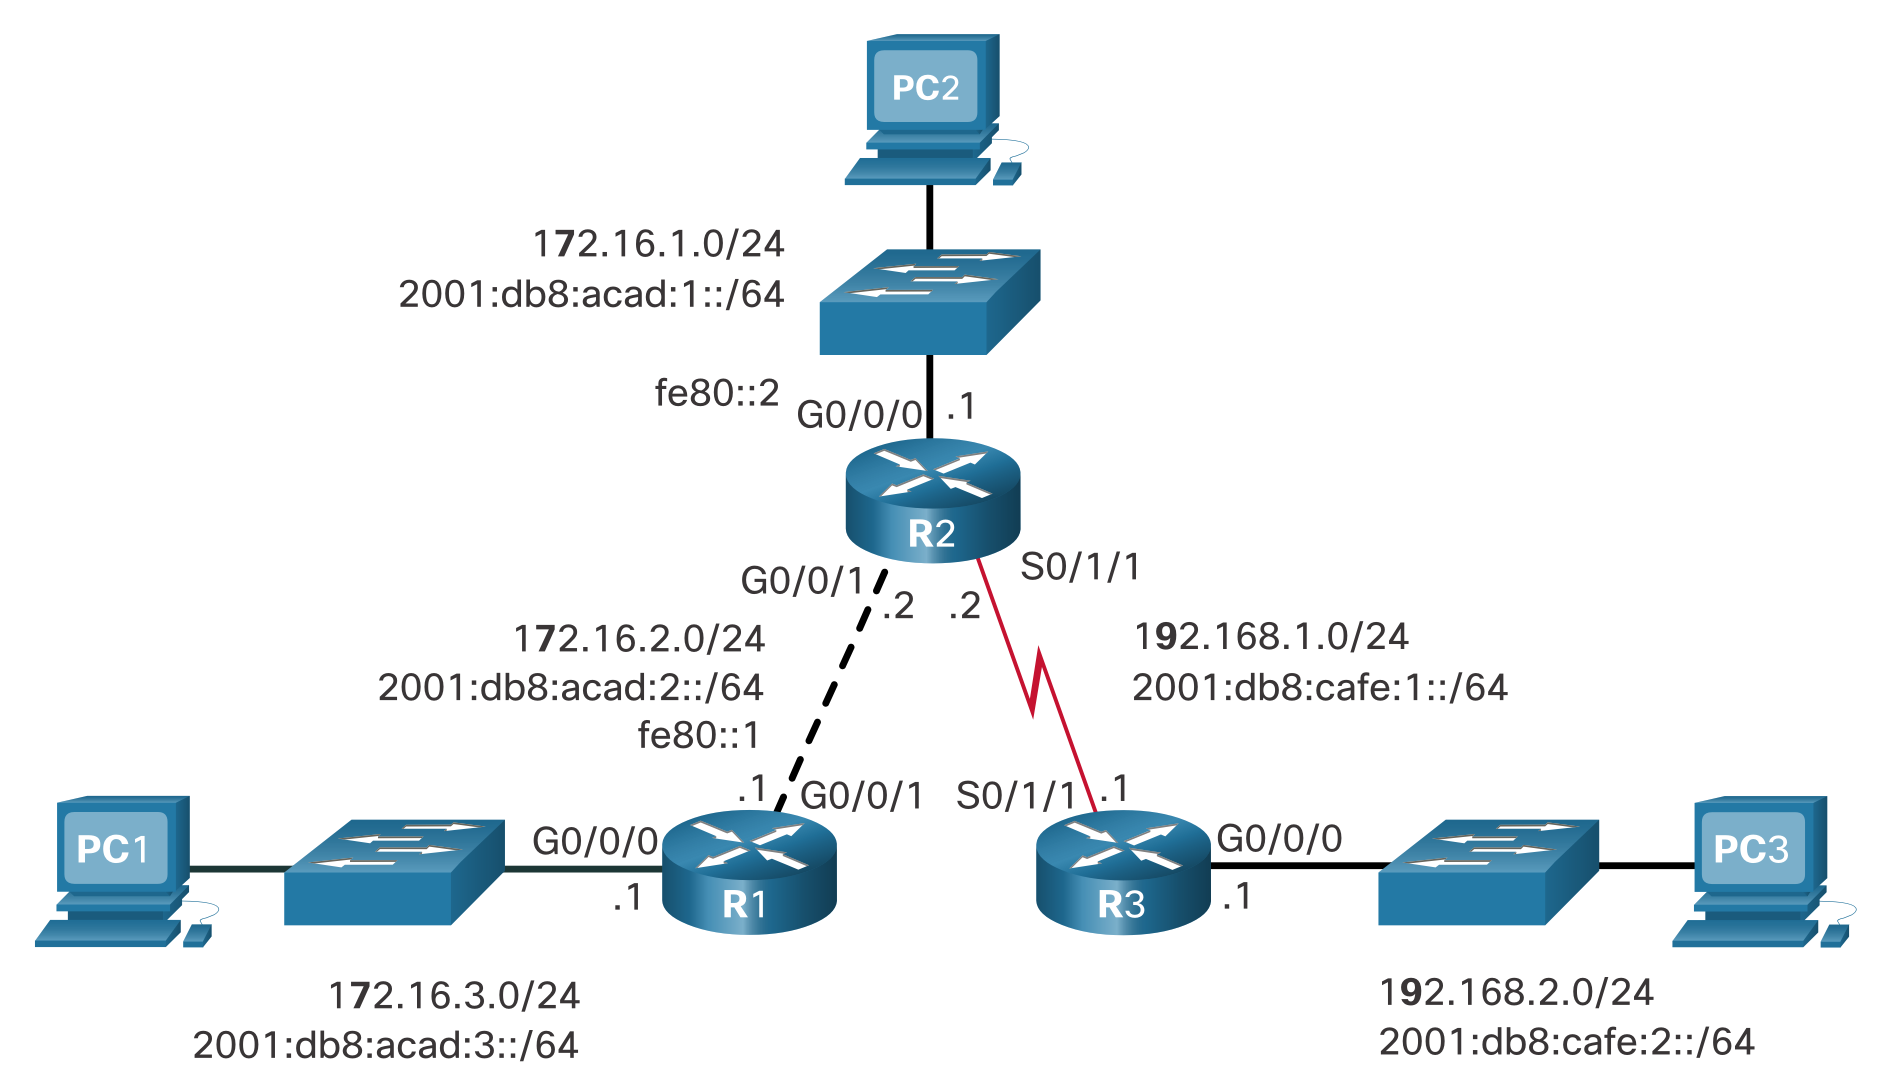 PC2
172.16.1.0/24
2001:db8:acad:1::/64
fe80::2
G0/0/0
.1
R2
G0/0/1
.2
.2
S0/1/1
172.16.2.0/24
2001:db8:acad:2::/64
fe80::1
192.168.1.0/24
2001:db8:cafe:1::/64
.1
G0/0/1
S0/1/1
.1
PC1
G0/0/0
.1
R1
R3
G0/0/0
.1
PC3
172.16.3.0/24
2001:db8:acad:3::/64
192.168.2.0/24
2001:db8:cafe:2::/64